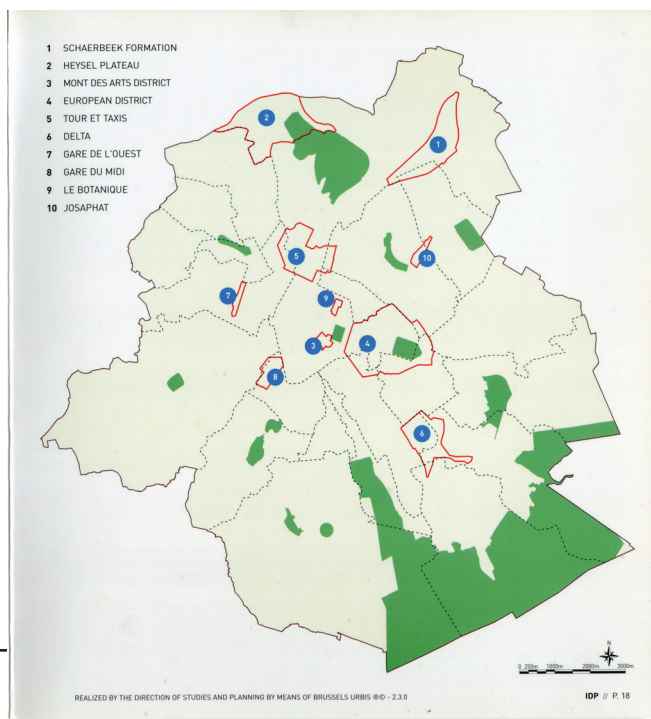 1 SCHAERBEEK FORMATION
2 HEYSEL PLATEAU
3 MONT DES ARTS DISTRICT
4 EUROPEAN DISTRICT
5 TOUR ET TAXIS
6 DELTA
7 GARE DE L'OUEST
8 GARE DU MIDI
9 LE BOTANIQUE
10 JOSAPHAT
2
1
5
10
7
9
3
4
8
6
N
0 250m 1000m 2000m 3000m
REALIZED BY THE DIRECTION OF STUDIES AND PLANNING BY MEANS OF BRUSSELS URBIS ®© - 2.3.0
IDP // P. 18